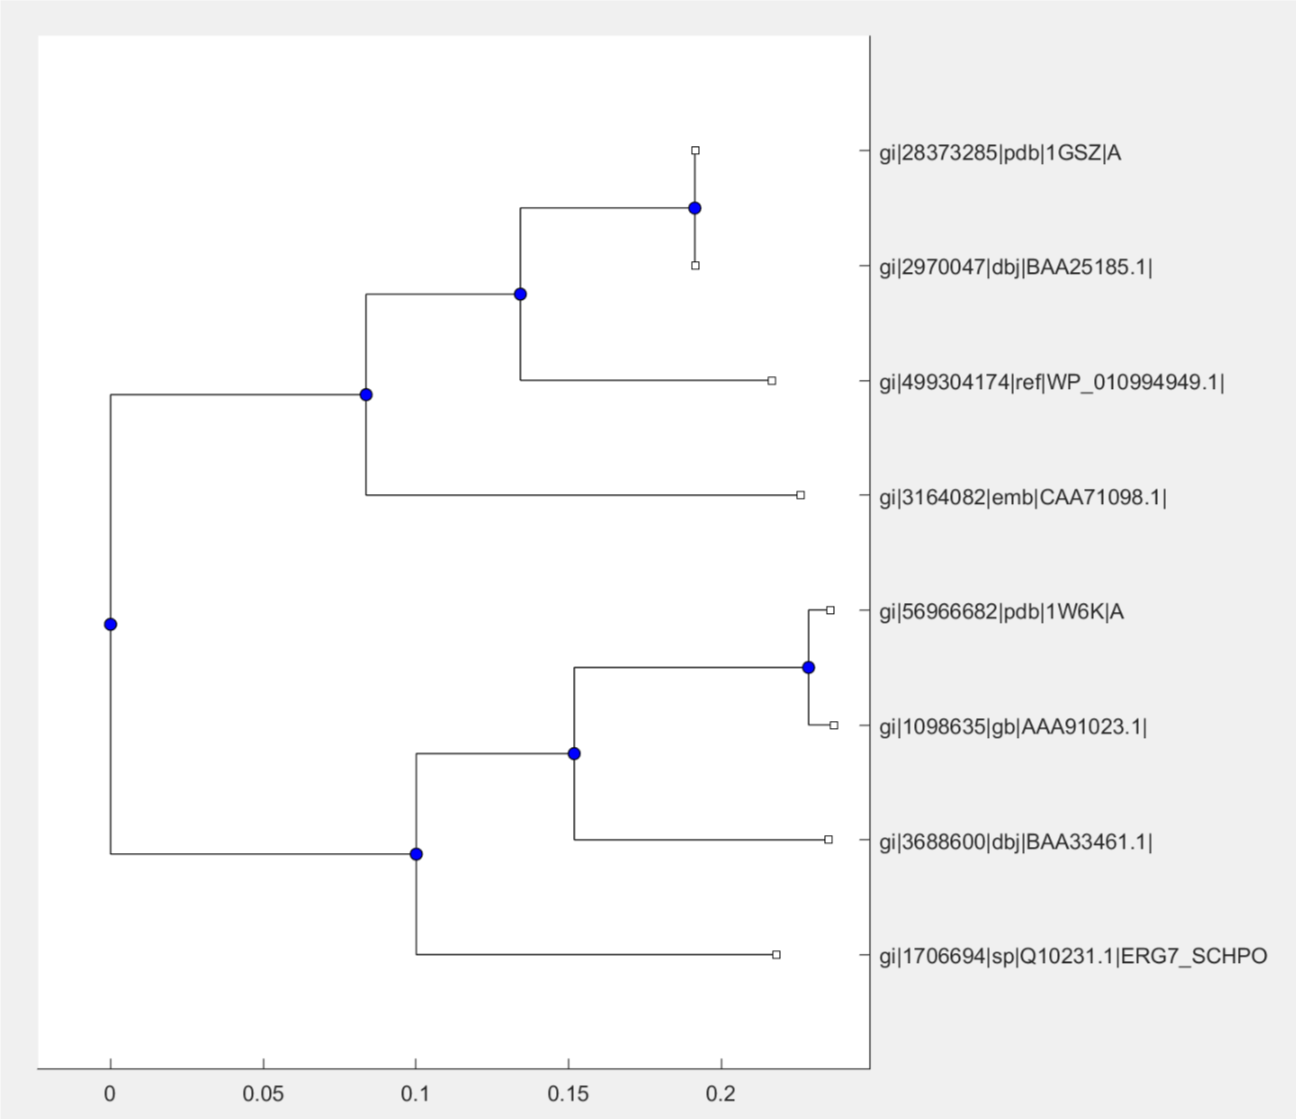 gi|28373285|pdb|1GSZ|A
gi|2970047|dbj|BAA25185.1|
gi|499304174|ref|WP_010994949.1|
gi|3164082|emb|CAA71098.1|
gi|56966682|pdb|1W6K|A
gi|1098635|gb|AAA91023.1|
gi|3688600|dbj|BAA33461.1|
gi|1706694|sp|Q10231.1|ERG7_SCHPO
0 0.05 0.1 0.15 0.2